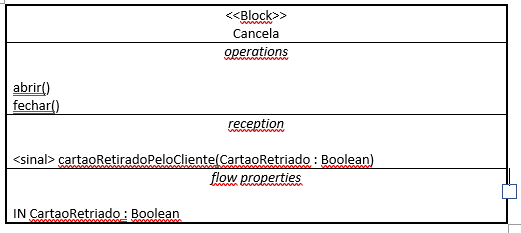 <<Block>>
Cancela
operations
abrir()
fechar()
reception
<sinal> cartaoRetiradoPeloCliente(CartaoRetriado : Boolean)
flow properties
IN CartaoRetriado : Boolean